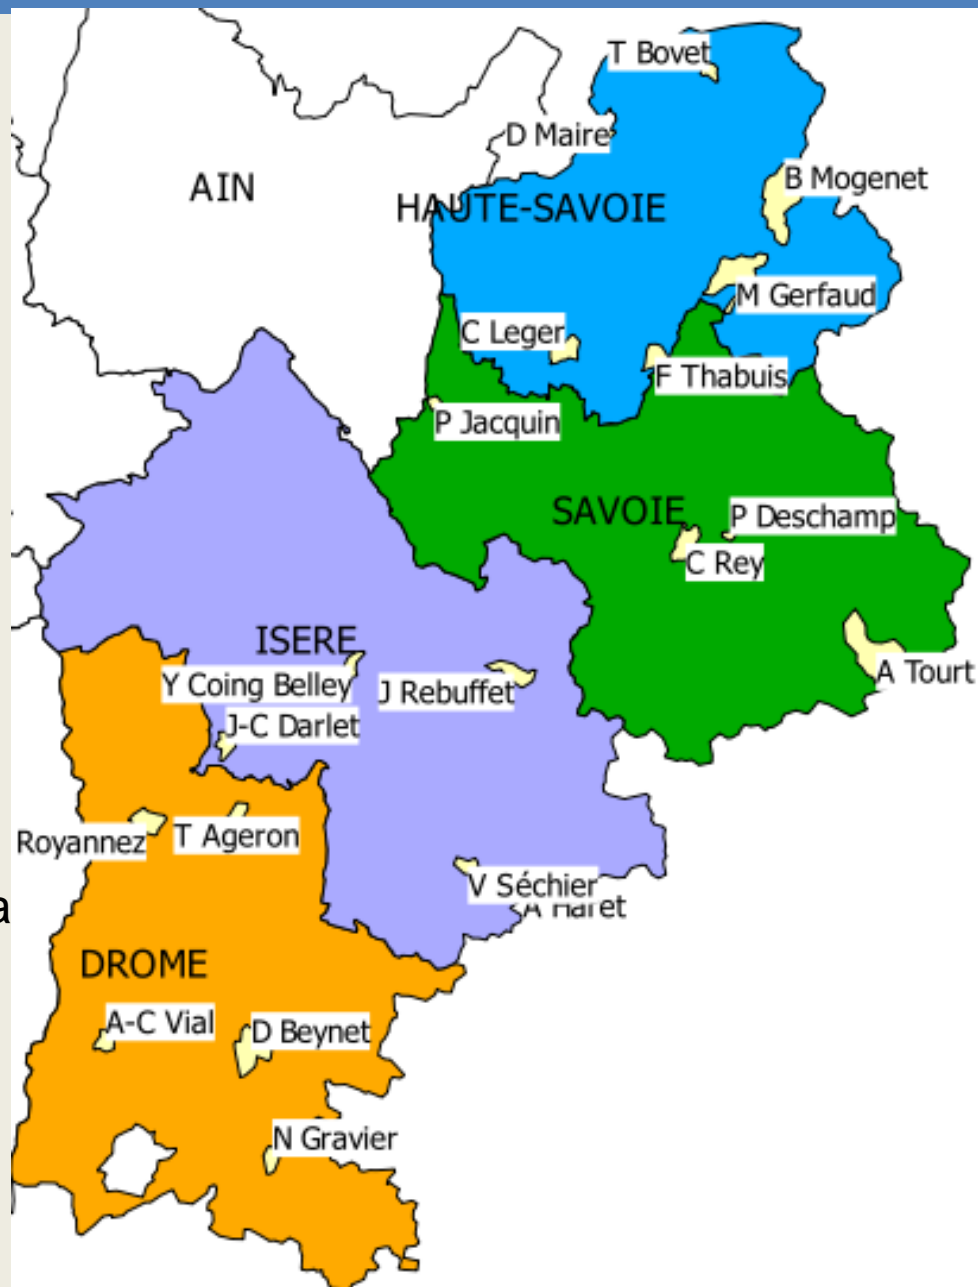 T Bovet
D Maire
AIN
B Mogenet
HAUTE-SAVOIE
M Gerfaud
C Leger
F Thabuis
P Jacquin
SAVOIE
P Deschamp
C Rey
ISERE
A Tourt
Y Coing Belley
J Rebuffet
J-C Darlet
Royannez
T Ageron
V Séchier
a
A Haret
DROME
A-C Vial
D Beynet
N Gravier